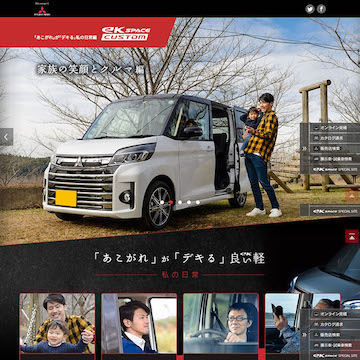 MITSUBISHI
「あこがれ」が「デキる」私の日常編
eK SPACE
CUSTOM
家族の笑顔とクルマ編
オンライン見積
カタログ請求
販売店検索
展示車・試乗車検索
eK SPACE SPECIAL SITE
「あこがれ」が「デキる」良い軽
私の日常
オンライン見積
カタログ請求
販売店検索
展示車・試乗車検索
eK SPACE SPECIAL SITE